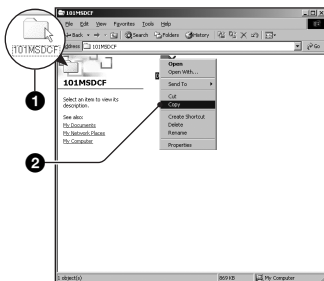 101MSDCF
File Edit View Favorites Tools Help
Back Search Folders History
Address 101MSDCF Go
101MSDCF:
1
101MSDCF
Select an item to view its
description.
See also:
My Documents
My Network Places
My Computer
Open
Open With...
Send To
Cut
Copy
Create Shortcut
Delete
Rename
Properties
2
1 object(s) 869 KB My Computer